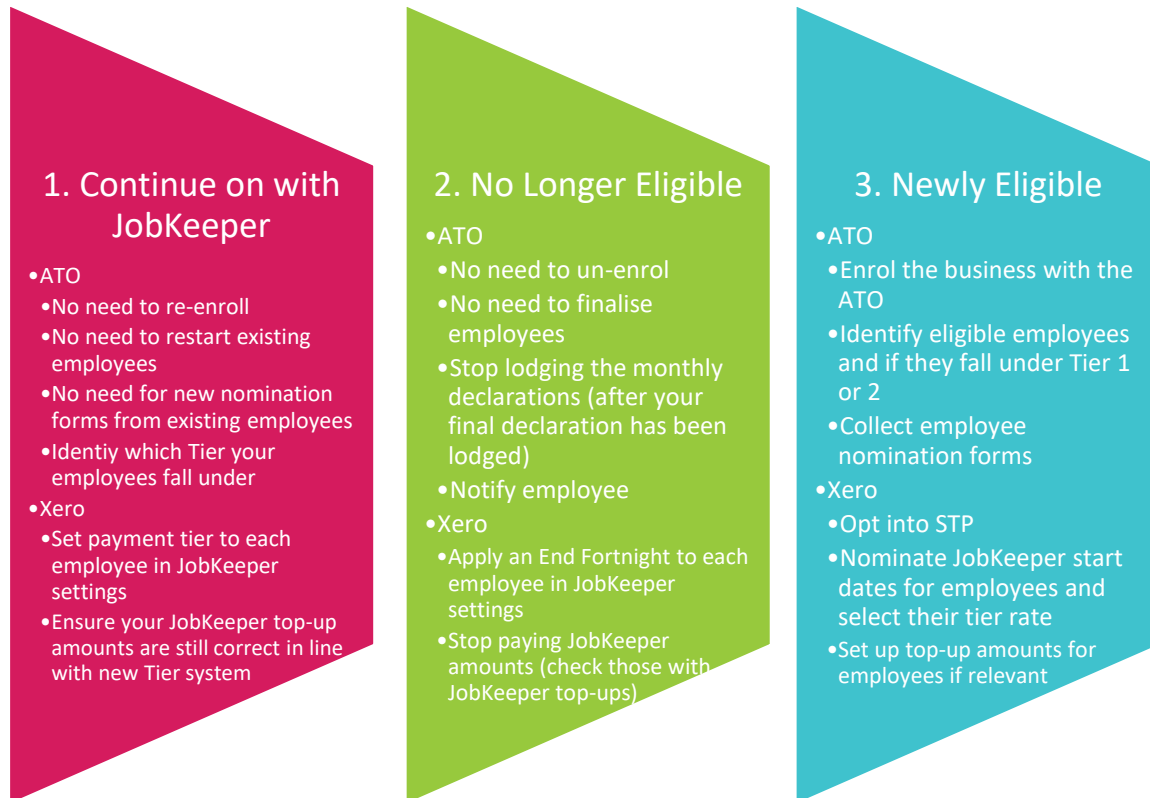 1. Continue on with
JobKeeper
•ATO
•No need to re-enroll
•No need to restart existing
employees
•No need for new nomination
forms from existing employees
•Identiy which Tier your
employees fall under
•Xero
•Set payment tier to each
employee in JobKeeper
settings
•Ensure your JobKeeper top-up
amounts are still correct in line
with new Tier system
2. No Longer Eligible
•ATO
•No need to un-enrol
•No need to finalise
employees
•Stop lodging the monthly
declarations (after your
final declaration has been
lodged)
•Notify employee
•Xero
•Apply an End Fortnight to each
employee in JobKeeper
settings
•Stop paying JobKeeper
amounts (check those with
JobKeeper top-ups)
3. Newly Eligible
•ATO
•Enrol the business with the
ATO
•Identify eligible employees
and if they fall under Tier 1
or 2
•Collect employee
nomination forms
•Xero
•Opt into STP
•Nominate JobKeeper start
dates for employees and
select their tier rate
•Set up top-up amounts for
employees if relevant